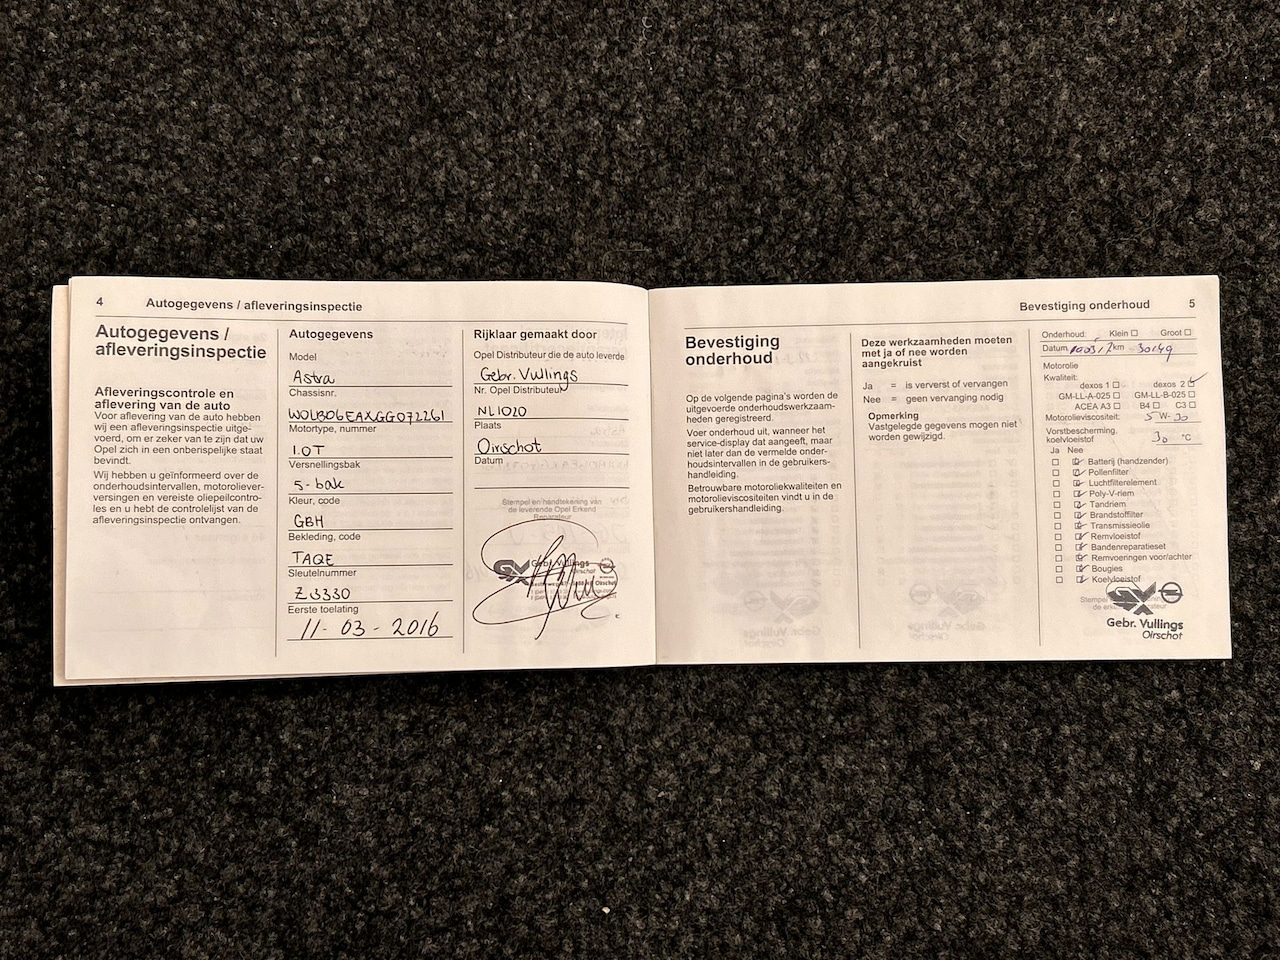 4 Autogegevens / afleveringsinspectie
Autogegevens /
afleveringsinspectie
Afleveringscontrole en
aflevering van de auto
Voor aflevering van de auto hebben
wij een afleveringsinspectie uitge-
voerd, om er zeker van te zijn dat uw
Opel zich in een onberispelijke staat
bevindt.
Wij hebben u geïnformeerd over de
onderhoudsintervallen, motoroliever-
versingen en vereiste oliepeilcontro-
les en u hebt de controlelijst van de
afleveringsinspectie ontvangen.
Autogegevens
Model
Astra
Chassisnr.
W0LBO6EAXGG072261
Motortype, nummer
1.0T
Versnellingsbak
5-bak
Kleur, code
GBH
Bekleding, code
TAQE
Sleutelnummer
Z3330
Eerste toelating
11-03-2016
Rijklaar gemaakt door
Opel Distributeur die de auto leverde
Gebr. Vullings
Nr. Opel Distributeur
NL1020
Plaats
Oirschot
Datum
Stempel en handtekening van
de leverende Opel Erkend
Reparateur
Gebr. Vullings
Oirschot
Bevestiging onderhoud 5
Bevestiging
onderhoud
Op de volgende pagina's worden de
uitgevoerde onderhoudswerkzaam-
heden geregistreerd.
Voer onderhoud uit, wanneer het
service-display dat aangeeft, maar
niet later dan de vermelde onder-
houdsintervallen in de gebruikers-
handleiding.
Betrouwbare motoroliekwaliteiten en
motorolieviscositeiten vindt u in de
gebruikershandleiding.
Deze werkzaamheden moeten
met ja of nee worden
aangekruist
Ja = is ververst of vervangen
Nee = geen vervanging nodig
Opmerking
Vastgelegde gegevens mogen niet
worden gewijzigd.
Onderhoud: Klein Groot
Datum km 30149
Motorolie
Kwaliteit:
dexos 1 dexos 2
GM-LL-A-025 GM-LL-B-025
ACEA A3 B4 C3
Motorolieviscositeit: 5W-30
Vorstbescherming,
koelvloeistof 30 °C
Ja Nee
Batterij (handzender)
Pollenfilter
Luchtfilterelement
Poly-V-riem
Tandriem
Brandstoffilter
Transmissieolie
Remvloeistof
Bandenreparatieset
Remvoeringen voor/achter
Bougies
Koelvloeistof
Gebr. Vullings
Oirschot